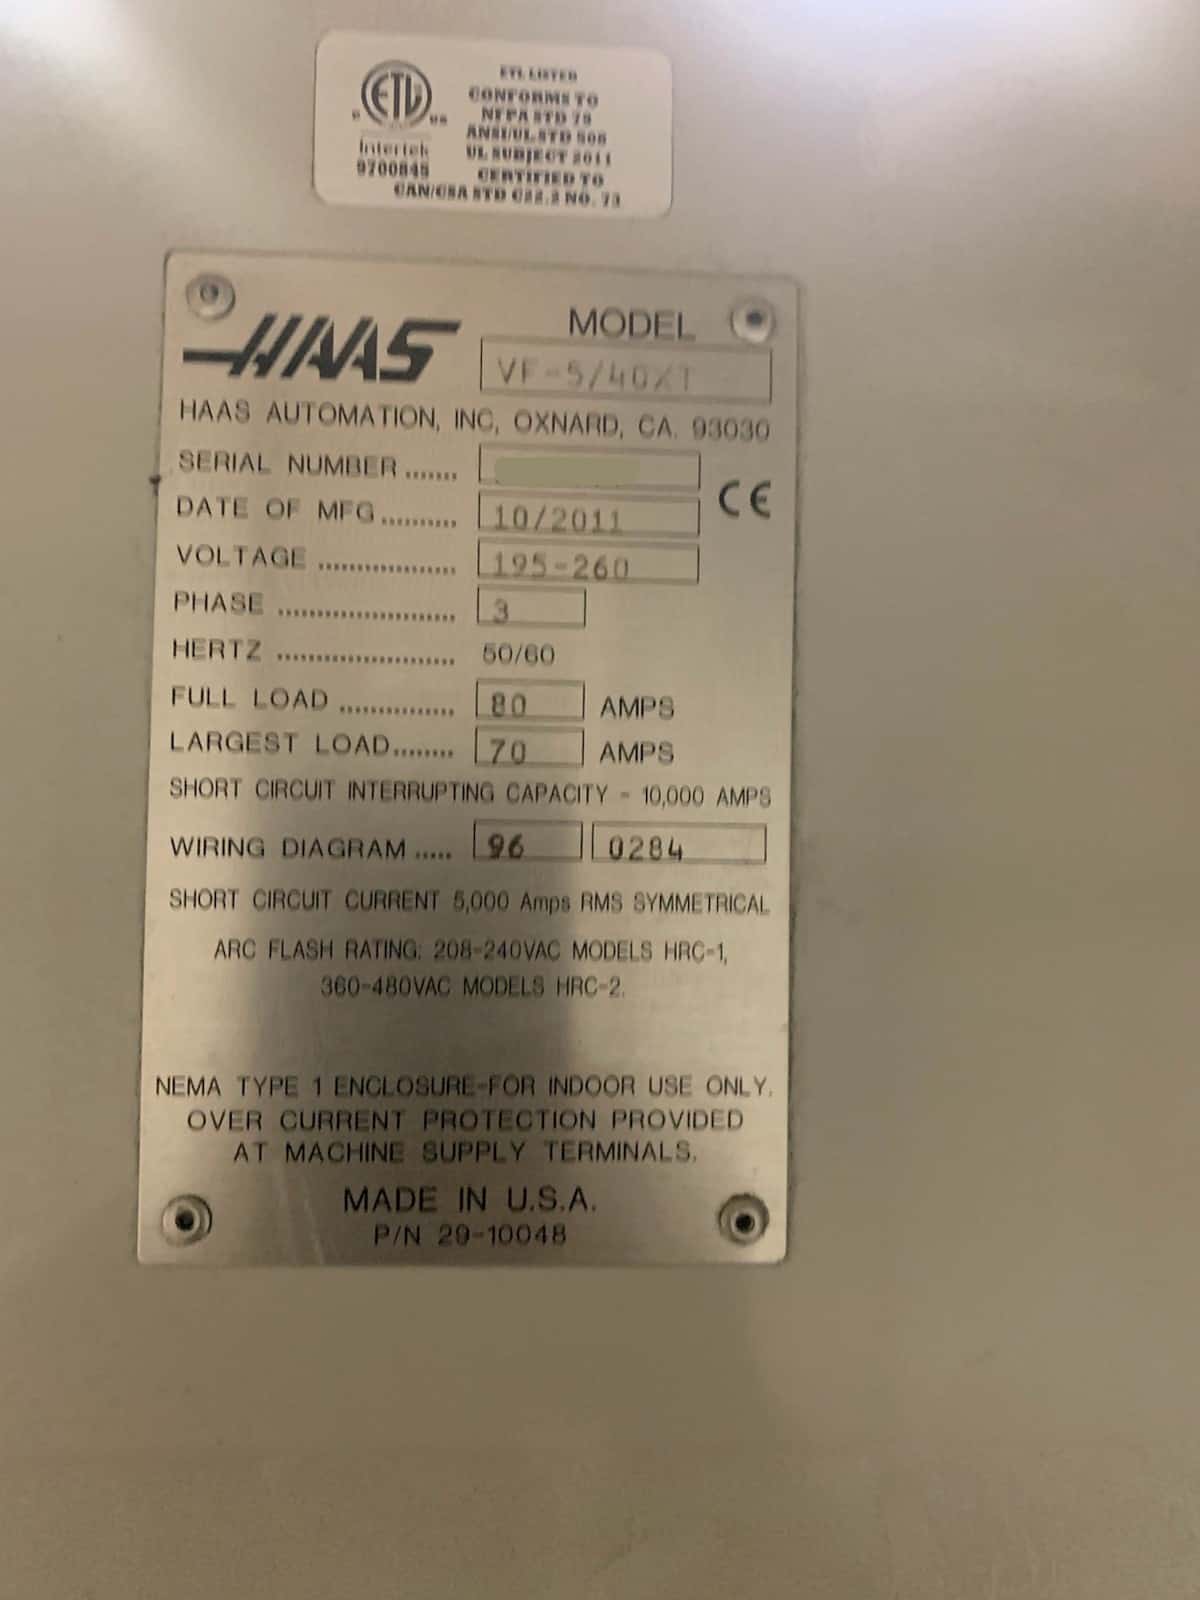 ETL
C US
Intertek
9700845
ETL LISTED
CONFORMS TO
NFPA STD 79
ANSI/UL STD 508
UL SUBJECT 2011
CERTIFIED TO
CAN/CSA STD C22.2 NO. 73
HAAS
MODEL
VF-5/40XT
HAAS AUTOMATION, INC, OXNARD, CA. 93030
SERIAL NUMBER .......
CE
DATE OF MFG .......... 10/2011
VOLTAGE .................. 195-260
PHASE ....................... 3
HERTZ ....................... 50/60
FULL LOAD ............... 80 AMPS
LARGEST LOAD ........ 70 AMPS
SHORT CIRCUIT INTERRUPTING CAPACITY - 10,000 AMPS
WIRING DIAGRAM ..... 96 0284
SHORT CIRCUIT CURRENT 5,000 Amps RMS SYMMETRICAL
ARC FLASH RATING: 208-240VAC MODELS HRC-1,
360-480VAC MODELS HRC-2.
NEMA TYPE 1 ENCLOSURE-FOR INDOOR USE ONLY.
OVER CURRENT PROTECTION PROVIDED
AT MACHINE SUPPLY TERMINALS.
MADE IN U.S.A.
P/N 29-10048